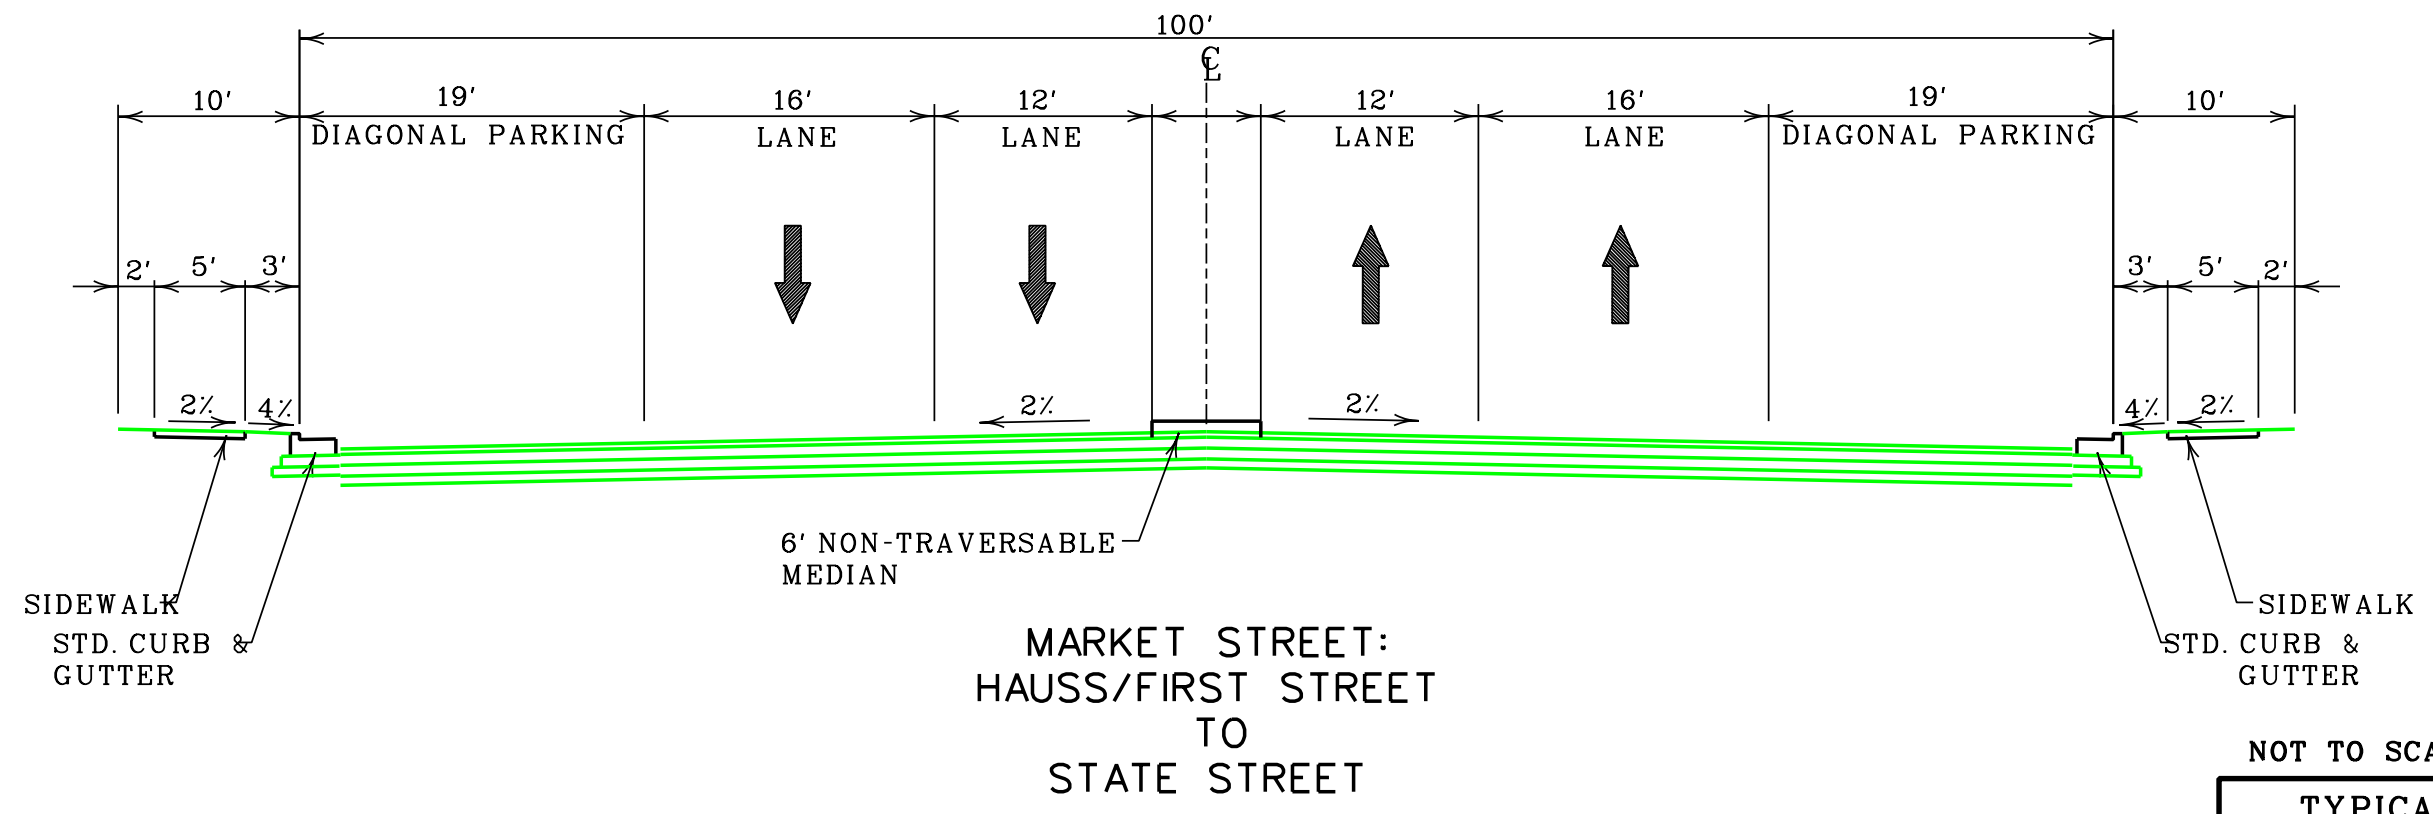 100'
℄
10' 19' 16' 12' 12' 16' 19' 10'
DIAGONAL PARKING LANE LANE LANE LANE DIAGONAL PARKING
2' 5' 3' 3' 5' 2'
2% 4% 2% 2% 4% 2%
6' NON-TRAVERSABLE
MEDIAN
SIDEWALK SIDEWALK
STD. CURB & STD. CURB &
GUTTER GUTTER
MARKET STREET:
HAUSS/FIRST STREET
TO
STATE STREET
NOT TO SCA
TYPICA